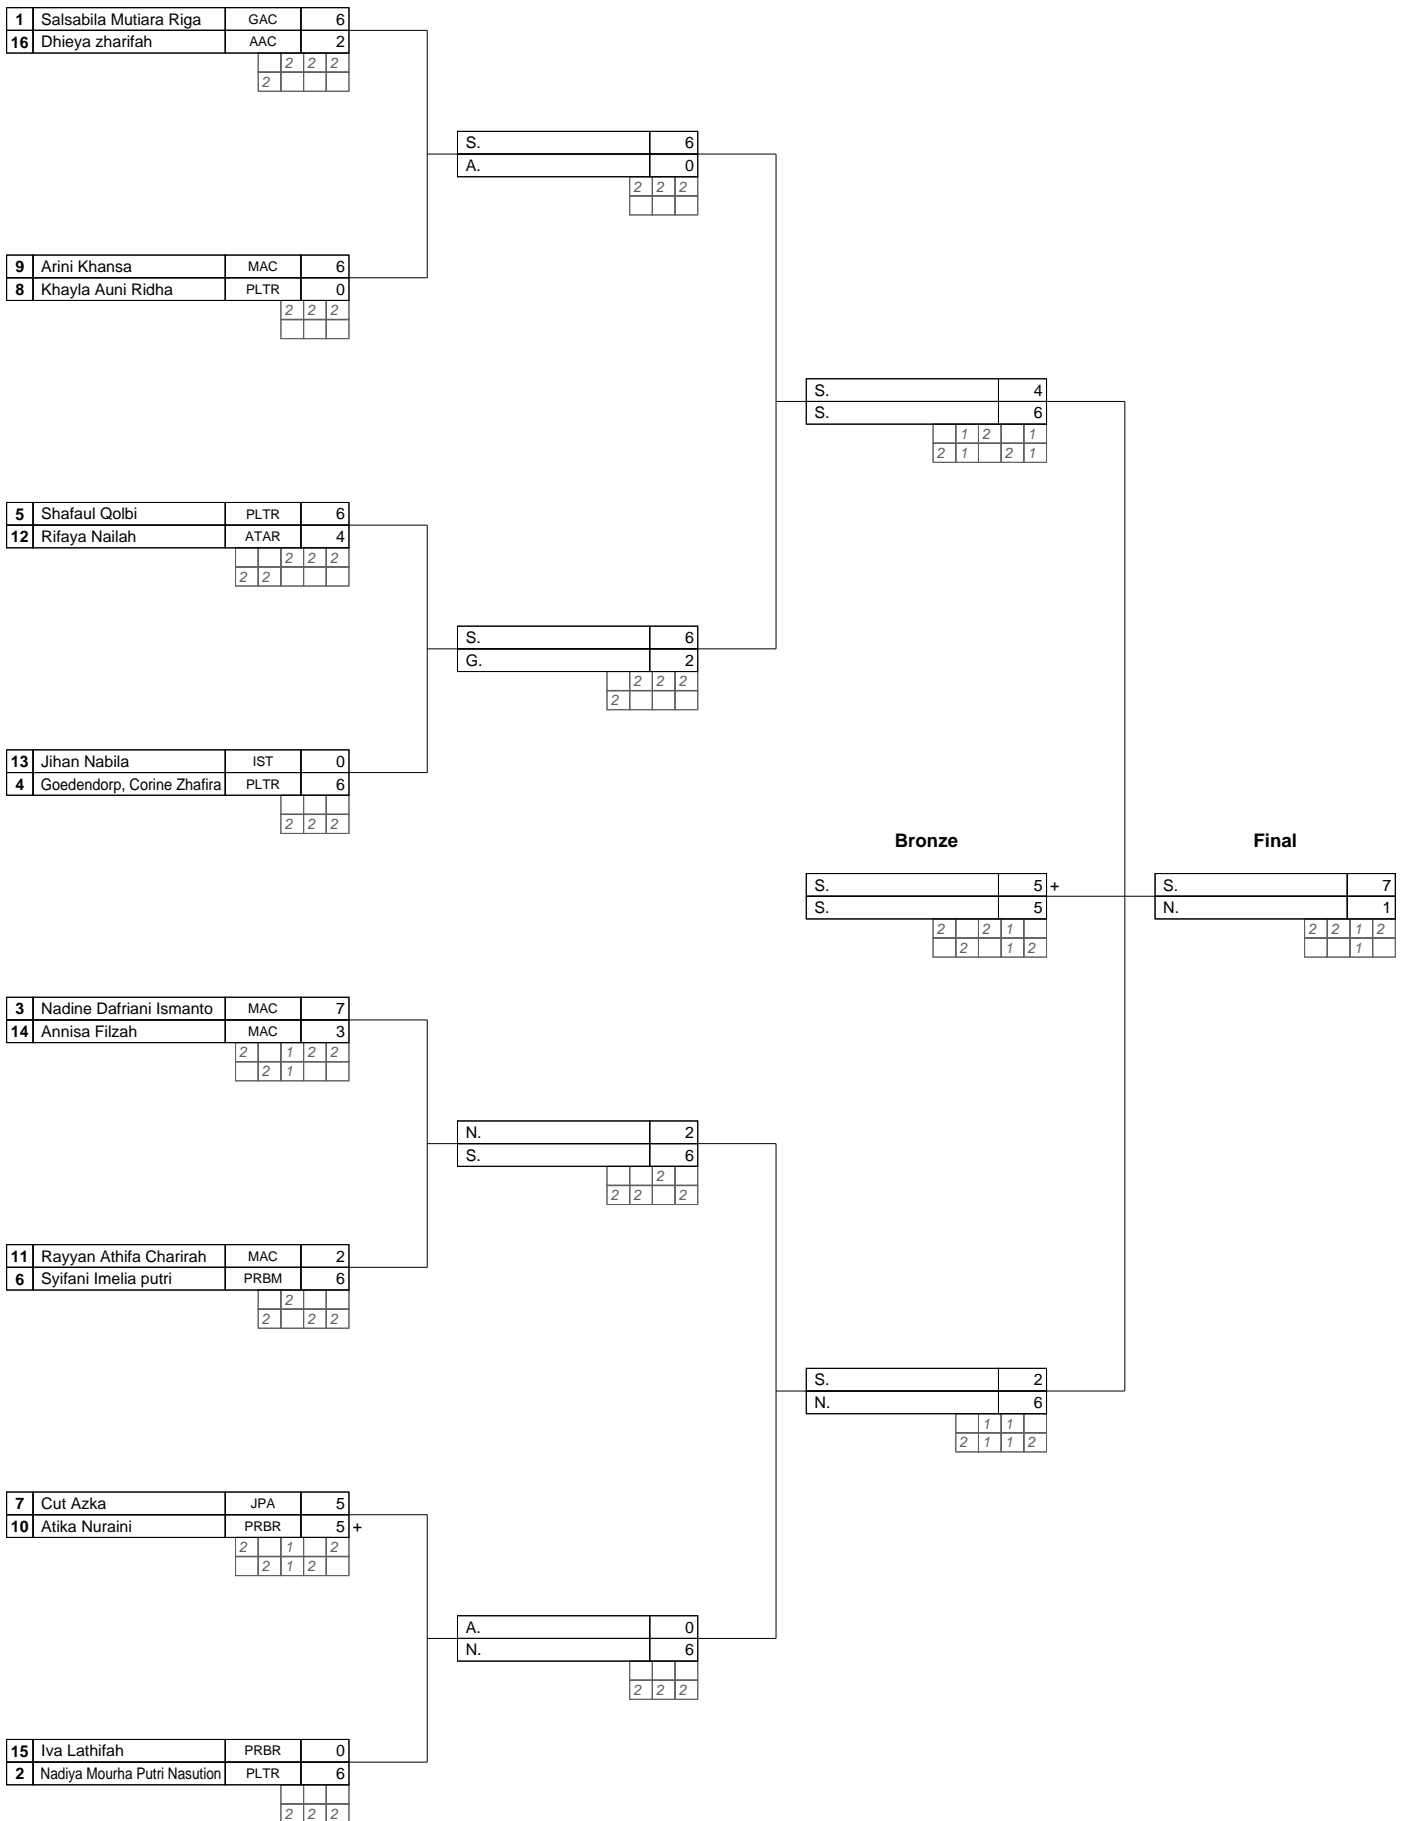 1 Salsabila Mutiara Riga GAC 6
16 Dhieya zharifah AAC 2
2 2 2
2
S. 6
A. 0
2 2 2
9 Arini Khansa MAC 6
8 Khayla Auni Ridha PLTR 0
2 2 2
S. 4
S. 6
1 2 1
2 1 2 1
5 Shafaul Qolbi PLTR 6
12 Rifaya Nailah ATAR 4
2 2 2
2 2
S. 6
G. 2
2 2 2
2
13 Jihan Nabila IST 0
4 Goedendorp, Corine Zhafira PLTR 6
2 2 2
Bronze Final
S. 5 + S. 7
S. 5 N. 1
2 2 1 2 2 1 2
2 1 2 1
3 Nadine Dafriani Ismanto MAC 7
14 Annisa Filzah MAC 3
2 1 2 2
2 1
N. 2
S. 6
2
2 2 2
11 Rayyan Athifa Charirah MAC 2
6 Syifani Imelia putri PRBM 6
2
2 2 2
S. 2
N. 6
1 1
2 1 1 2
7 Cut Azka JPA 5
10 Atika Nuraini PRBR 5 +
2 1 2
2 1 2
A. 0
N. 6
2 2 2
15 Iva Lathifah PRBR 0
2 Nadiya Mourha Putri Nasution PLTR 6
2 2 2